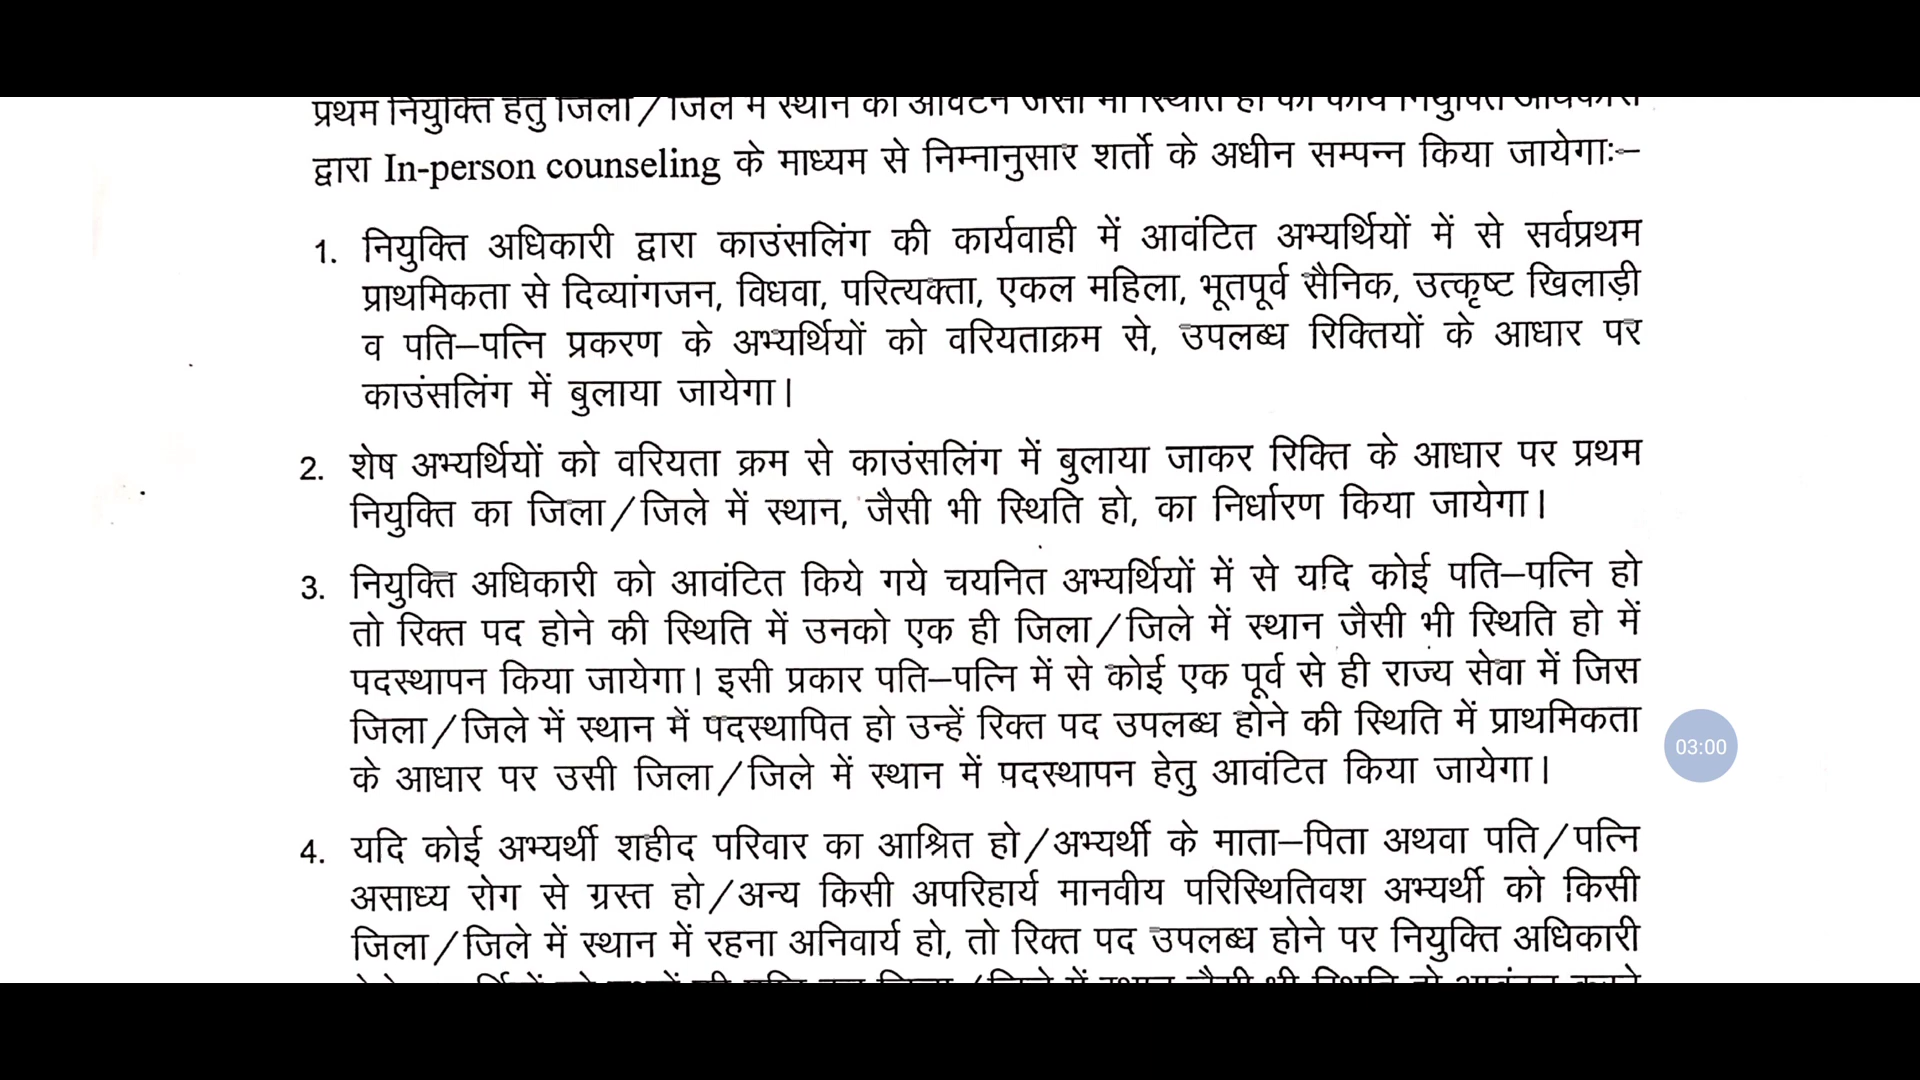 प्रथम नियुक्ति हेतु जिला/जिले में स्थान का आवंटन जैसी भी स्थिति हो का कार्य नियुक्ति अधिकारी
द्वारा In-person counseling के माध्यम से निम्नानुसार शर्तो के अधीन सम्पन्न किया जायेगाः–
1. नियुक्ति अधिकारी द्वारा काउंसलिंग की कार्यवाही में आवंटित अभ्यर्थियों में से सर्वप्रथम
प्राथमिकता से दिव्यांगजन, विधवा, परित्यक्ता, एकल महिला, भूतपूर्व सैनिक, उत्कृष्ट खिलाड़ी
व पति–पत्नि प्रकरण के अभ्यर्थियों को वरियताक्रम से, उपलब्ध रिक्तियों के आधार पर
काउंसलिंग में बुलाया जायेगा।
2. शेष अभ्यर्थियों को वरियता क्रम से काउंसलिंग में बुलाया जाकर रिक्ति के आधार पर प्रथम
नियुक्ति का जिला/जिले में स्थान, जैसी भी स्थिति हो, का निर्धारण किया जायेगा।
3. नियुक्ति अधिकारी को आवंटित किये गये चयनित अभ्यर्थियों में से यदि कोई पति–पत्नि हो
तो रिक्त पद होने की स्थिति में उनको एक ही जिला/जिले में स्थान जैसी भी स्थिति हो में
पदस्थापन किया जायेगा। इसी प्रकार पति–पत्नि में से कोई एक पूर्व से ही राज्य सेवा में जिस
जिला/जिले में स्थान में पदस्थापित हो उन्हें रिक्त पद उपलब्ध होने की स्थिति में प्राथमिकता
के आधार पर उसी जिला/जिले में स्थान में पदस्थापन हेतु आवंटित किया जायेगा।
03:00
4. यदि कोई अभ्यर्थी शहीद परिवार का आश्रित हो/अभ्यर्थी के माता–पिता अथवा पति/पत्नि
असाध्य रोग से ग्रस्त हो/अन्य किसी अपरिहार्य मानवीय परिस्थितिवश अभ्यर्थी को किसी
जिला/जिले में स्थान में रहना अनिवार्य हो, तो रिक्त पद उपलब्ध होने पर नियुक्ति अधिकारी